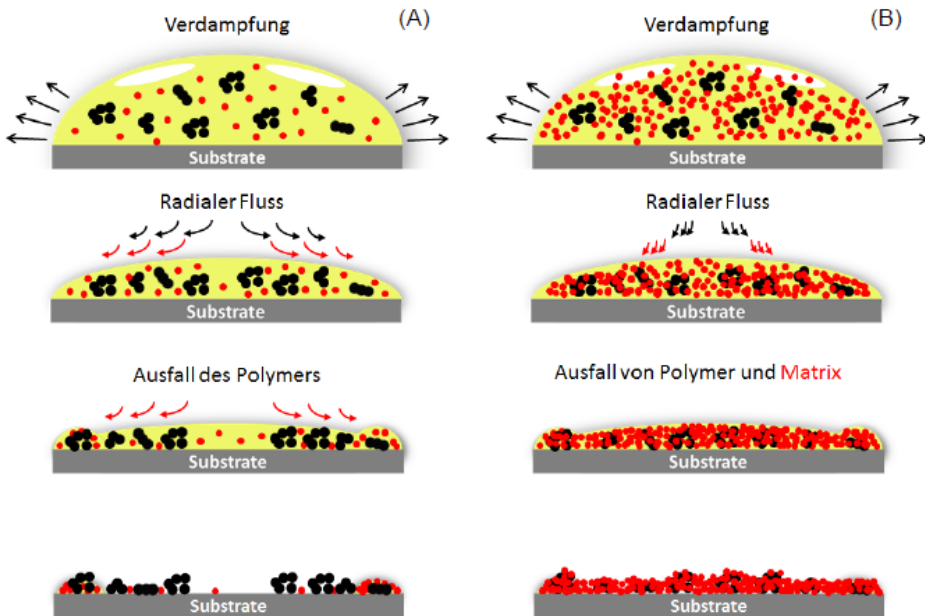 Verdampfung (A)
Substrate
Radialer Fluss
Substrate
Ausfall des Polymers
Substrate
Substrate
Verdampfung (B)
Substrate
Radialer Fluss
Substrate
Ausfall von Polymer und Matrix
Substrate
Substrate